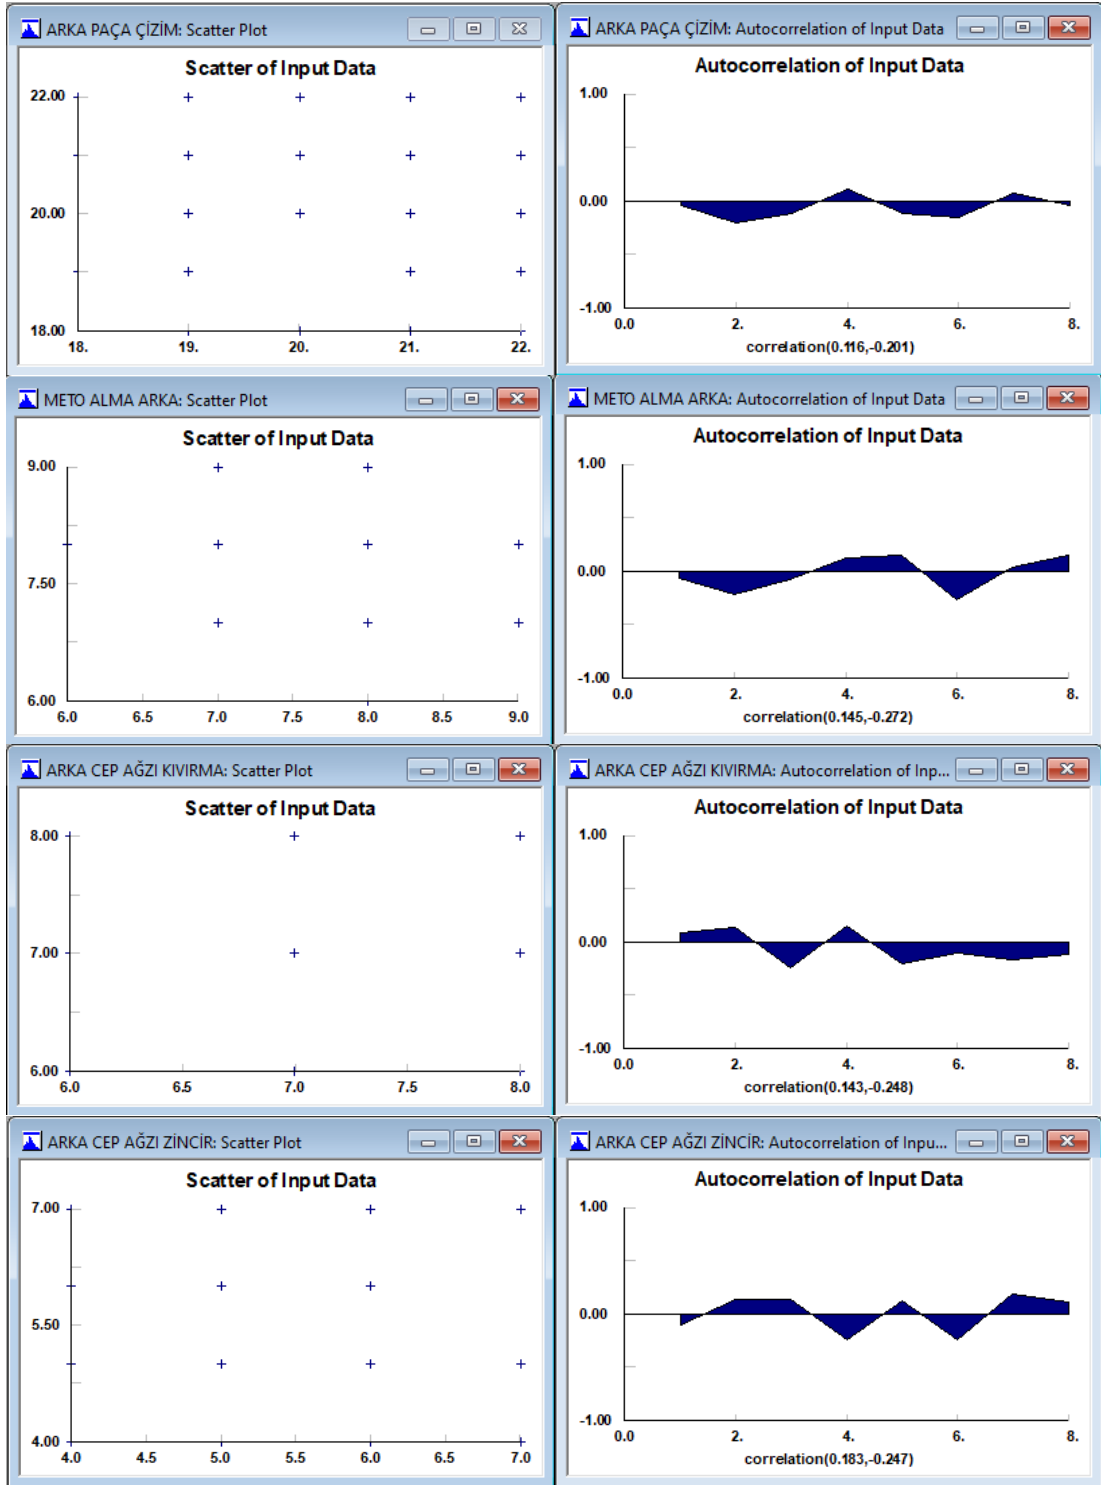 ARKA PAÇA ÇİZİM: Scatter Plot
Scatter of Input Data
22.00
20.00
18.00
18. 19. 20. 21. 22.
ARKA PAÇA ÇİZİM: Autocorrelation of Input Data
Autocorrelation of Input Data
1.00
0.00
-1.00
0.0 2. 4. 6. 8.
correlation(0.116,-0.201)
METO ALMA ARKA: Scatter Plot
Scatter of Input Data
9.00
7.50
6.00
6.0 6.5 7.0 7.5 8.0 8.5 9.0
METO ALMA ARKA: Autocorrelation of Input Data
Autocorrelation of Input Data
1.00
0.00
-1.00
0.0 2. 4. 6. 8.
correlation(0.145,-0.272)
ARKA CEP AĞZI KIVIRMA: Scatter Plot
Scatter of Input Data
8.00
7.00
6.00
6.0 6.5 7.0 7.5 8.0
ARKA CEP AĞZI KIVIRMA: Autocorrelation of Inp...
Autocorrelation of Input Data
1.00
0.00
-1.00
0.0 2. 4. 6. 8.
correlation(0.143,-0.248)
ARKA CEP AĞZI ZİNCİR: Scatter Plot
Scatter of Input Data
7.00
5.50
4.00
4.0 4.5 5.0 5.5 6.0 6.5 7.0
ARKA CEP AĞZI ZİNCİR: Autocorrelation of Inpu...
Autocorrelation of Input Data
1.00
0.00
-1.00
0.0 2. 4. 6. 8.
correlation(0.183,-0.247)